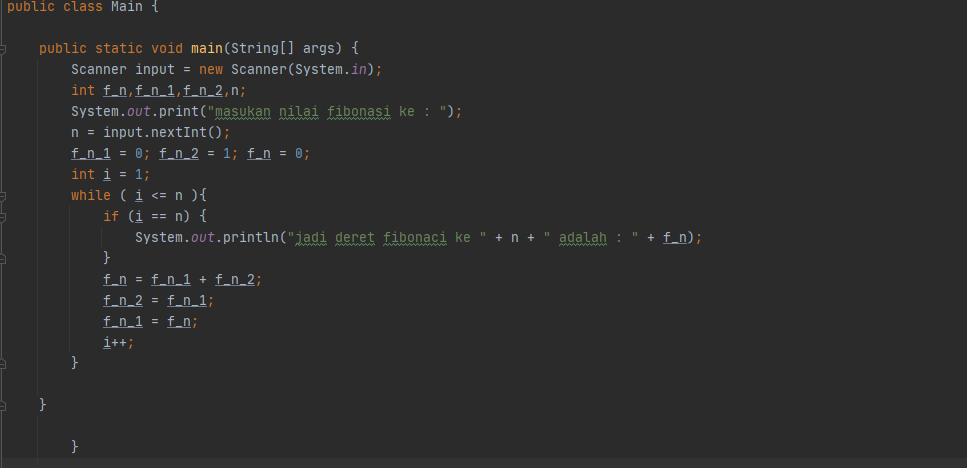 public class Main {
public static void main(String[] args) {
Scanner input = new Scanner(System.in);
int f_n,f_n_1,f_n_2,n;
System.out.print("masukan nilai fibonasi ke : ");
n = input.nextInt();
f_n_1 = 0; f_n_2 = 1; f_n = 0;
int i = 1;
while ( i <= n ){
if (i == n) {
System.out.println("jadi deret fibonaci ke " + n + " adalah : " + f_n);
}
f_n = f_n_1 + f_n_2;
f_n_2 = f_n_1;
f_n_1 = f_n;
i++;
}
}
}